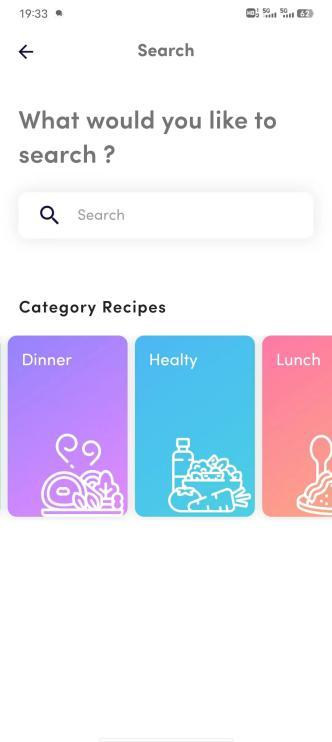 19:33
62
Search
What would you like to
search ?
Search
Category Recipes
Dinner
Healty
Lunch